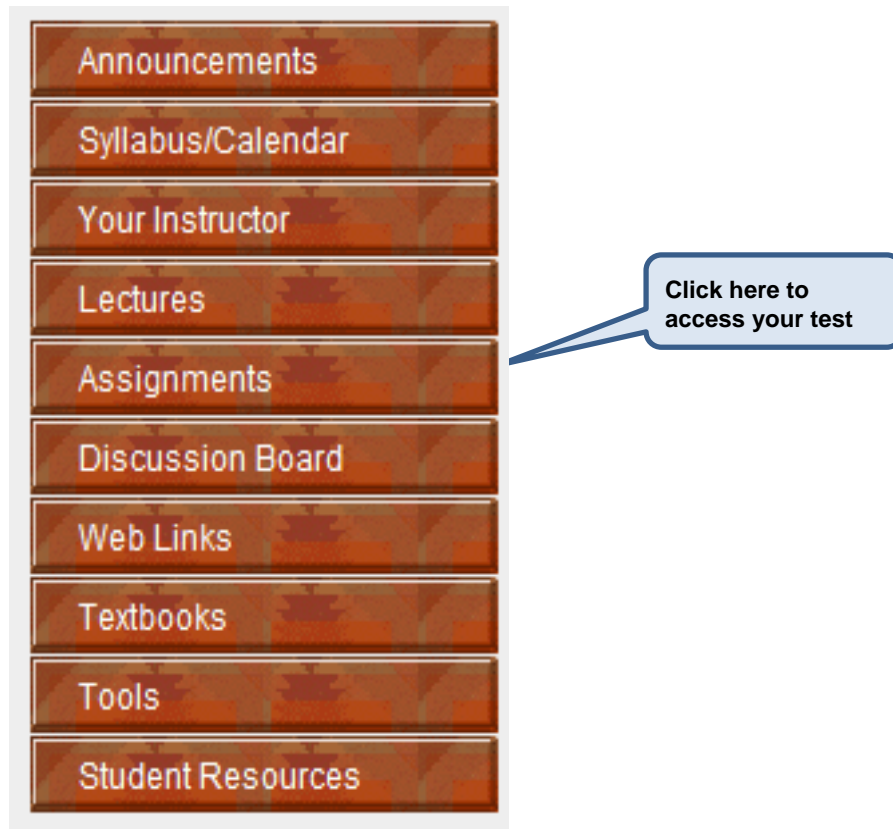 Announcements
Syllabus/Calendar
Your Instructor
Lectures
Click here to
access your test
Assignments
Discussion Board
Web Links
Textbooks
Tools
Student Resources